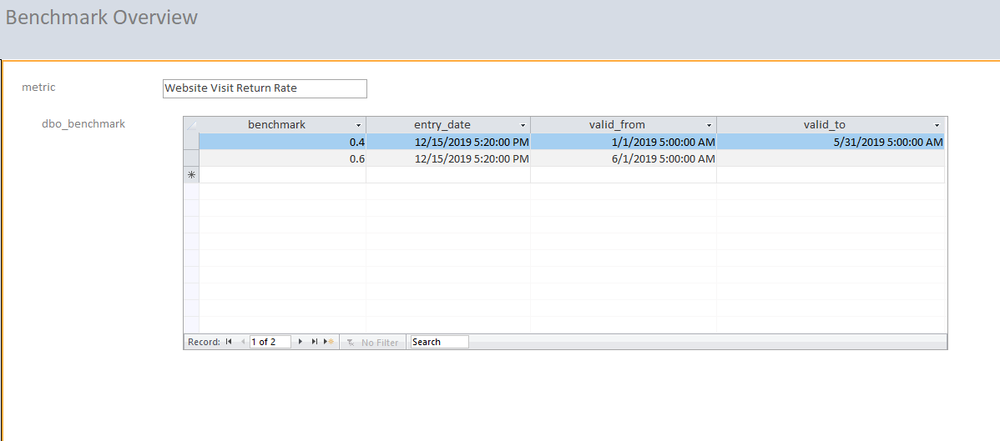 Benchmark Overview
metric Website Visit Return Rate
dbo_benchmark
benchmark entry_date valid_from valid_to
0.4 12/15/2019 5:20:00 PM 1/1/2019 5:00:00 AM 5/31/2019 5:00:00 AM
0.6 12/15/2019 5:20:00 PM 6/1/2019 5:00:00 AM
Record: 1 of 2 No Filter Search